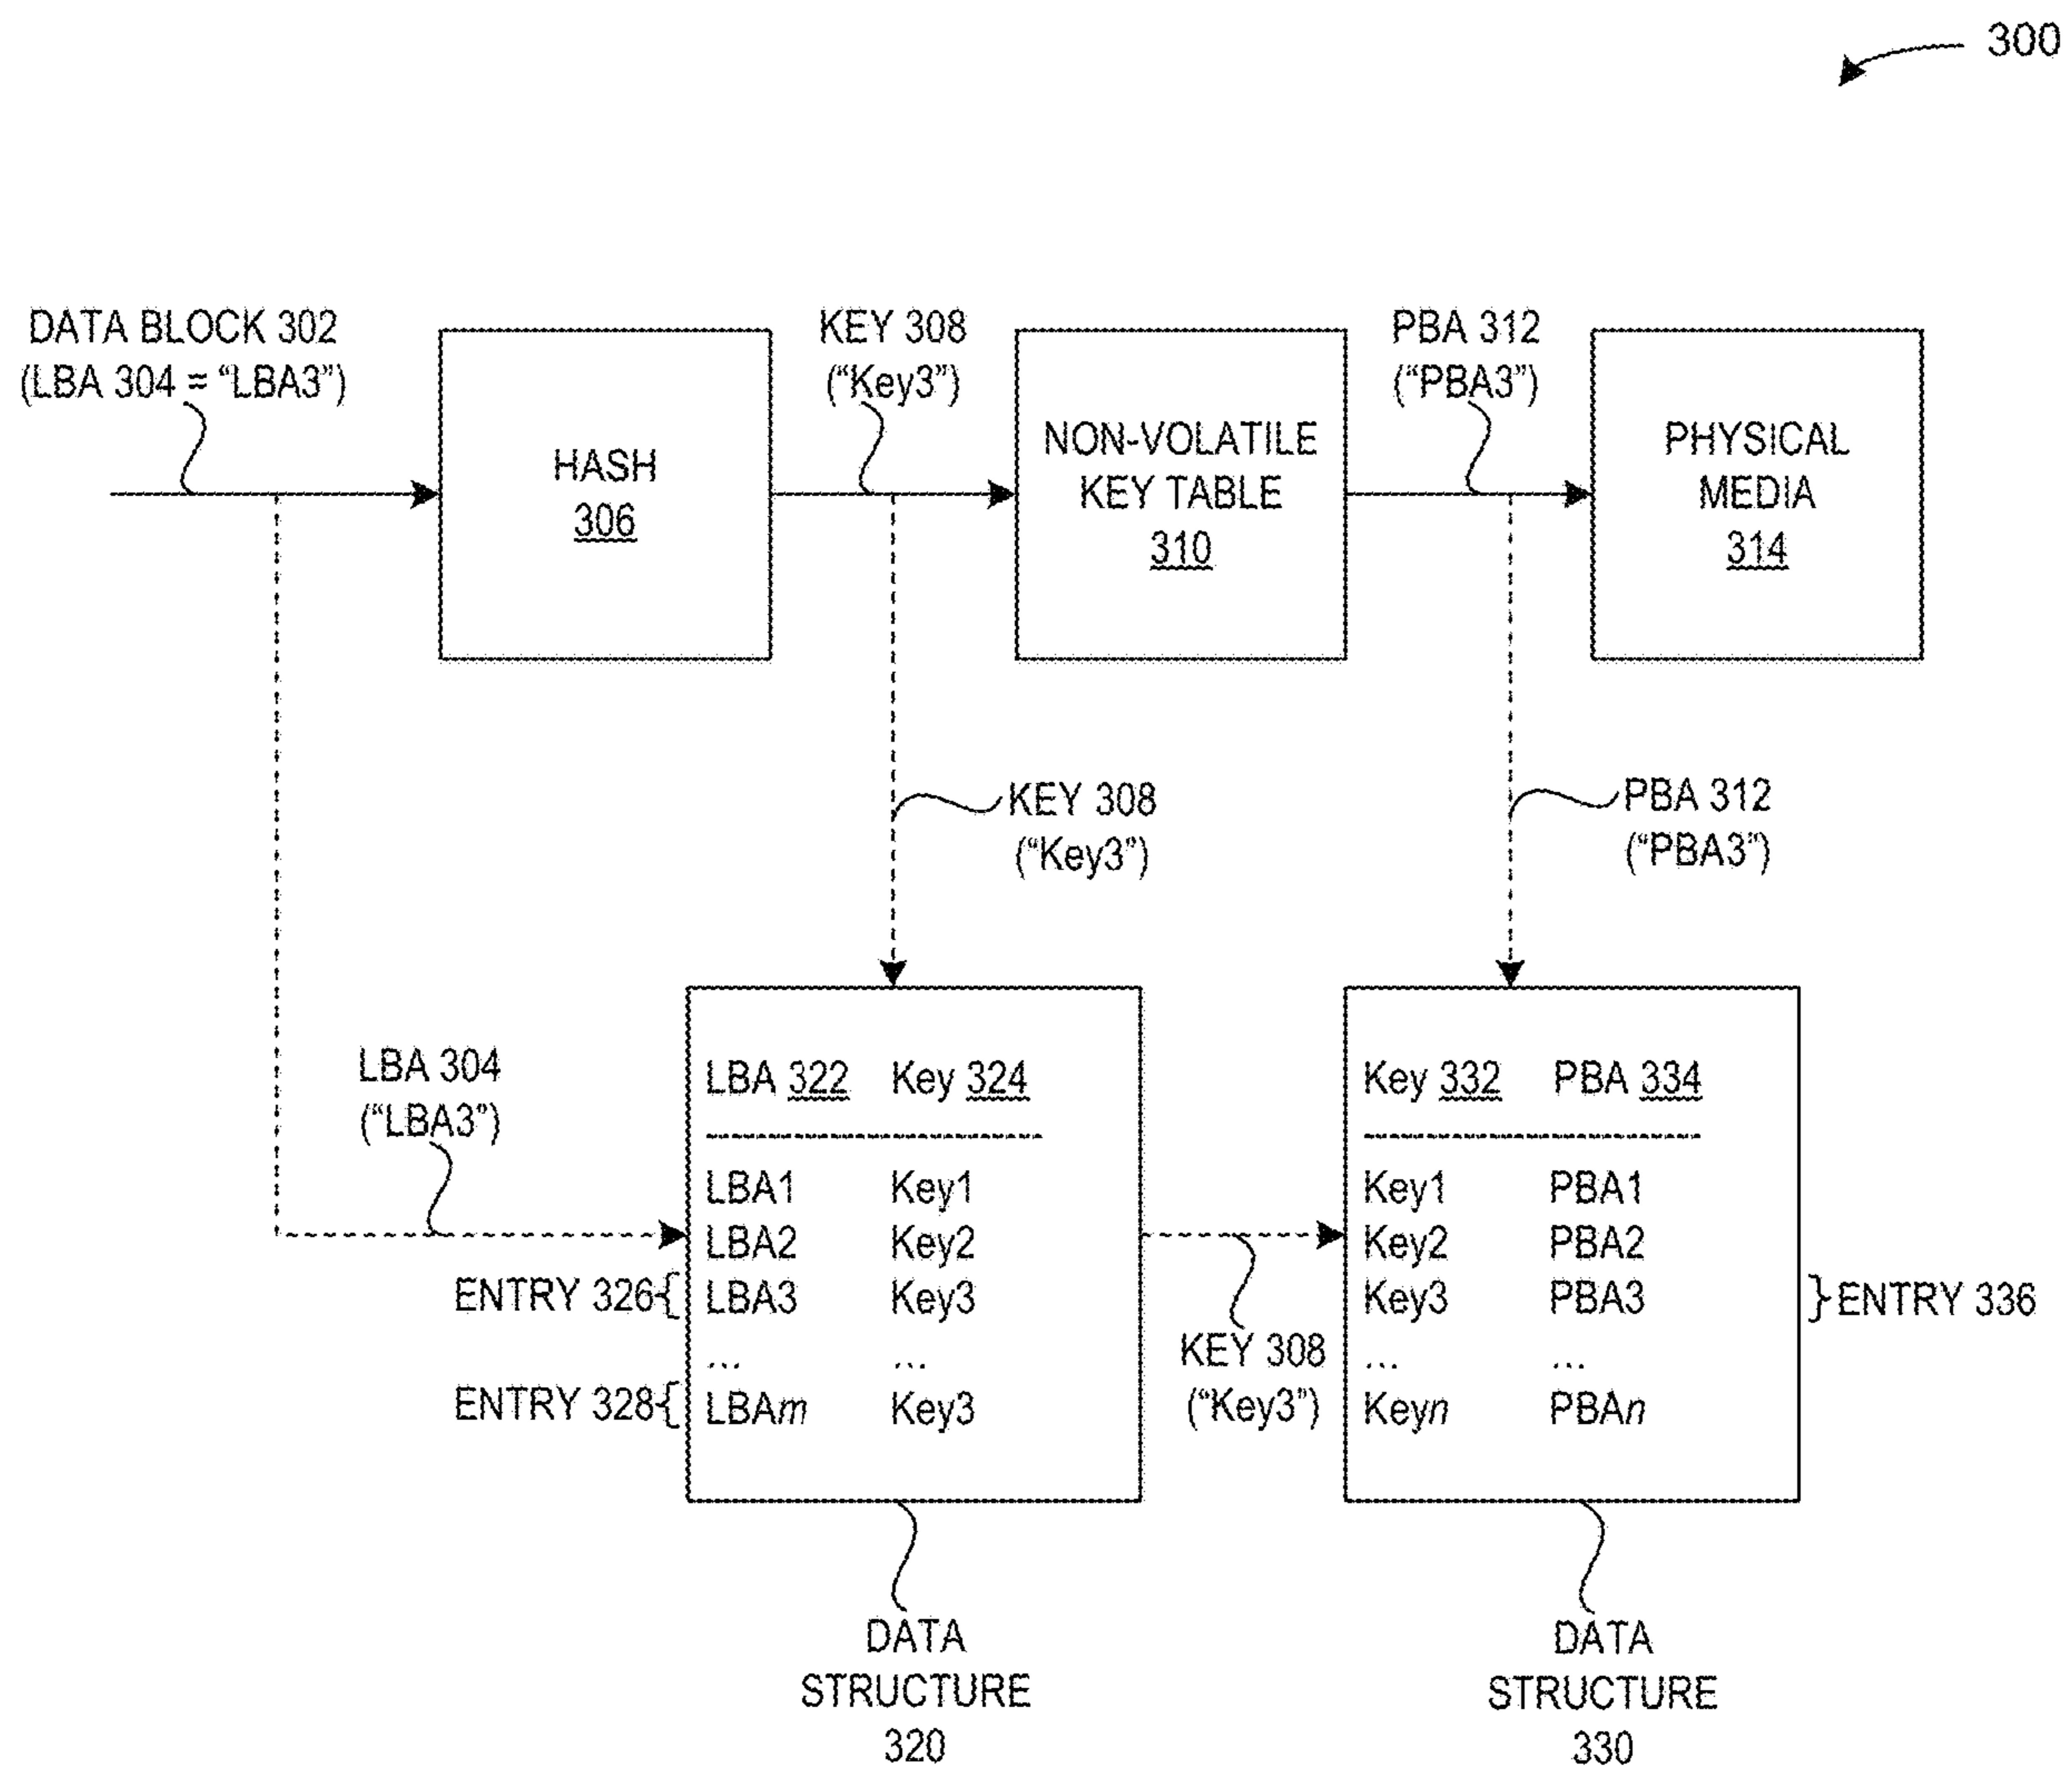 300
DATA BLOCK 302
(LBA 304 = "LBA3")
KEY 308
("Key3")
PBA 312
("PBA3")
HASH
306
NON-VOLATILE
KEY TABLE
310
PHYSICAL
MEDIA
314
KEY 308
("Key3")
PBA 312
("PBA3")
LBA 304
("LBA3")
LBA 322 Key 324
LBA1 Key1
LBA2 Key2
ENTRY 326{ LBA3 Key3
... ...
ENTRY 328{ LBAm Key3
KEY 308
("Key3")
Key 332 PBA 334
Key1 PBA1
Key2 PBA2
Key3 PBA3 }ENTRY 336
... ...
Keyn PBAn
DATA
STRUCTURE
320
DATA
STRUCTURE
330